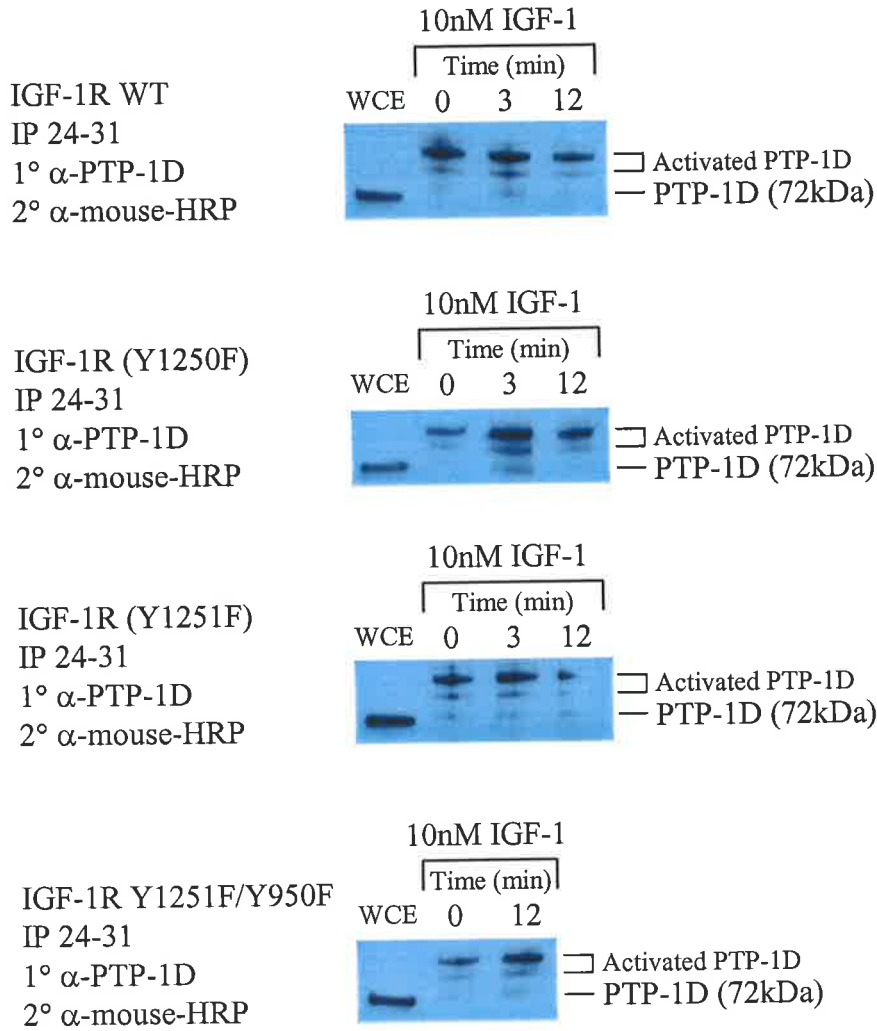 10nM IGF-1
Time (min)
WCE 0 3 12
IGF-1R WT
IP 24-31
1° α-PTP-1D
2° α-mouse-HRP
Activated PTP-1D
PTP-1D (72kDa)
10nM IGF-1
Time (min)
WCE 0 3 12
IGF-1R (Y1250F)
IP 24-31
1° α-PTP-1D
2° α-mouse-HRP
Activated PTP-1D
PTP-1D (72kDa)
10nM IGF-1
Time (min)
WCE 0 3 12
IGF-1R (Y1251F)
IP 24-31
1° α-PTP-1D
2° α-mouse-HRP
Activated PTP-1D
PTP-1D (72kDa)
10nM IGF-1
Time (min)
WCE 0 12
IGF-1R Y1251F/Y950F
IP 24-31
1° α-PTP-1D
2° α-mouse-HRP
Activated PTP-1D
PTP-1D (72kDa)